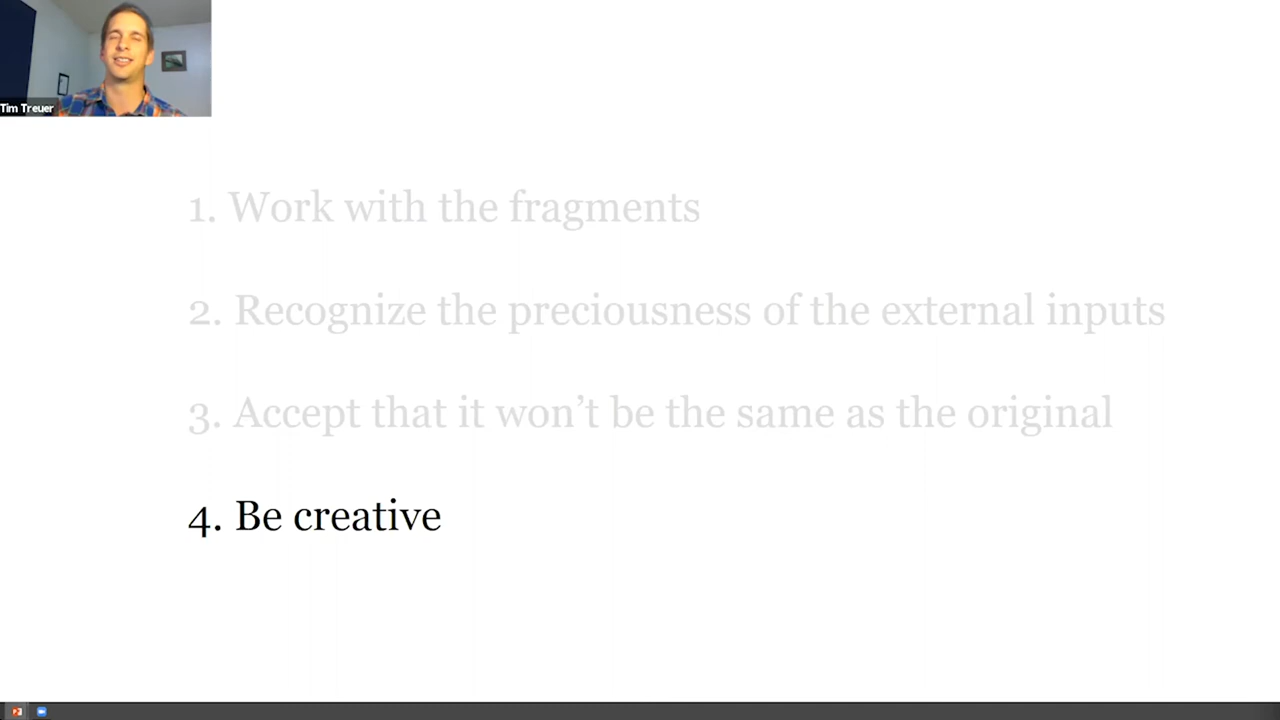 Tim Treuer
1. Work with the fragments
2. Recognize the preciousness of the external inputs
3. Accept that it won’t be the same as the original
4. Be creative